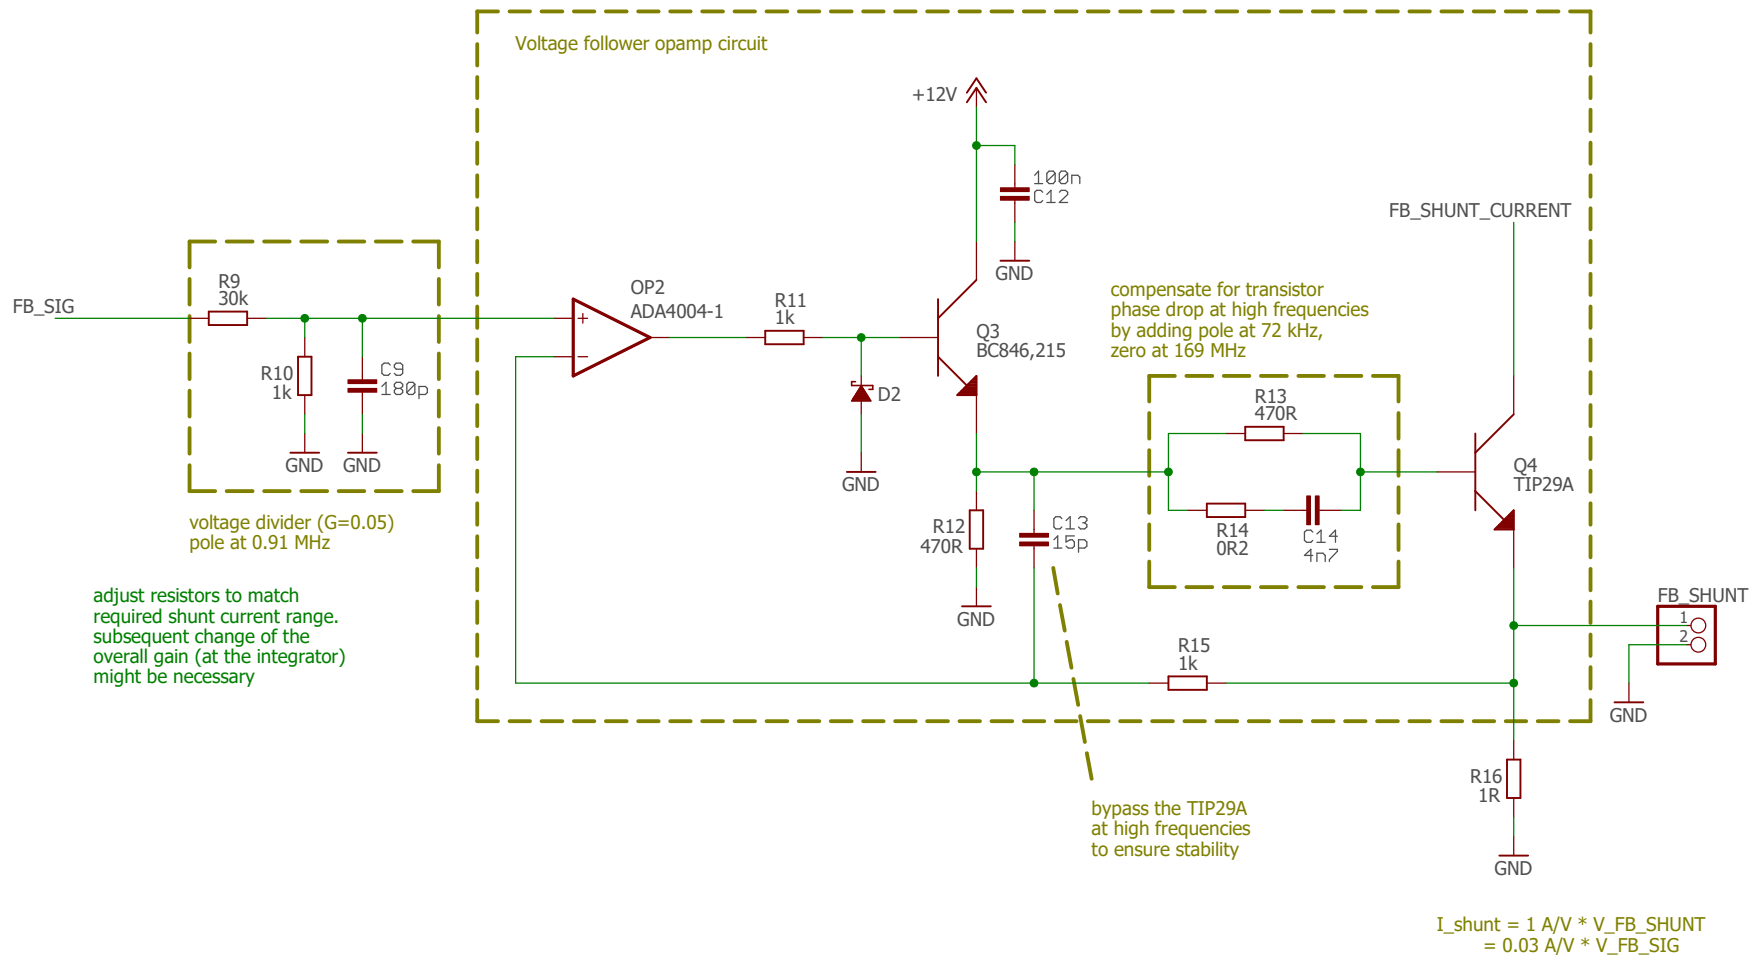 Voltage follower opamp circuit
+12V
100n
C12
GND
FB_SHUNT_CURRENT
R9
30k
FB_SIG
R10
1k
C9
180p
GND
GND
OP2
ADA4004-1
+
−
R11
1k
D2
GND
Q3
BC846,215
compensate for transistor
phase drop at high frequencies
by adding pole at 72 kHz,
zero at 169 MHz
R13
470R
R14
0R2
C14
4n7
Q4
TIP29A
voltage divider (G=0.05)
pole at 0.91 MHz
R12
470R
GND
C13
15p
adjust resistors to match
required shunt current range.
subsequent change of the
overall gain (at the integrator)
might be necessary
R15
1k
FB_SHUNT
1
2
GND
R16
1R
GND
bypass the TIP29A
at high frequencies
to ensure stability
I_shunt = 1 A/V * V_FB_SHUNT
= 0.03 A/V * V_FB_SIG